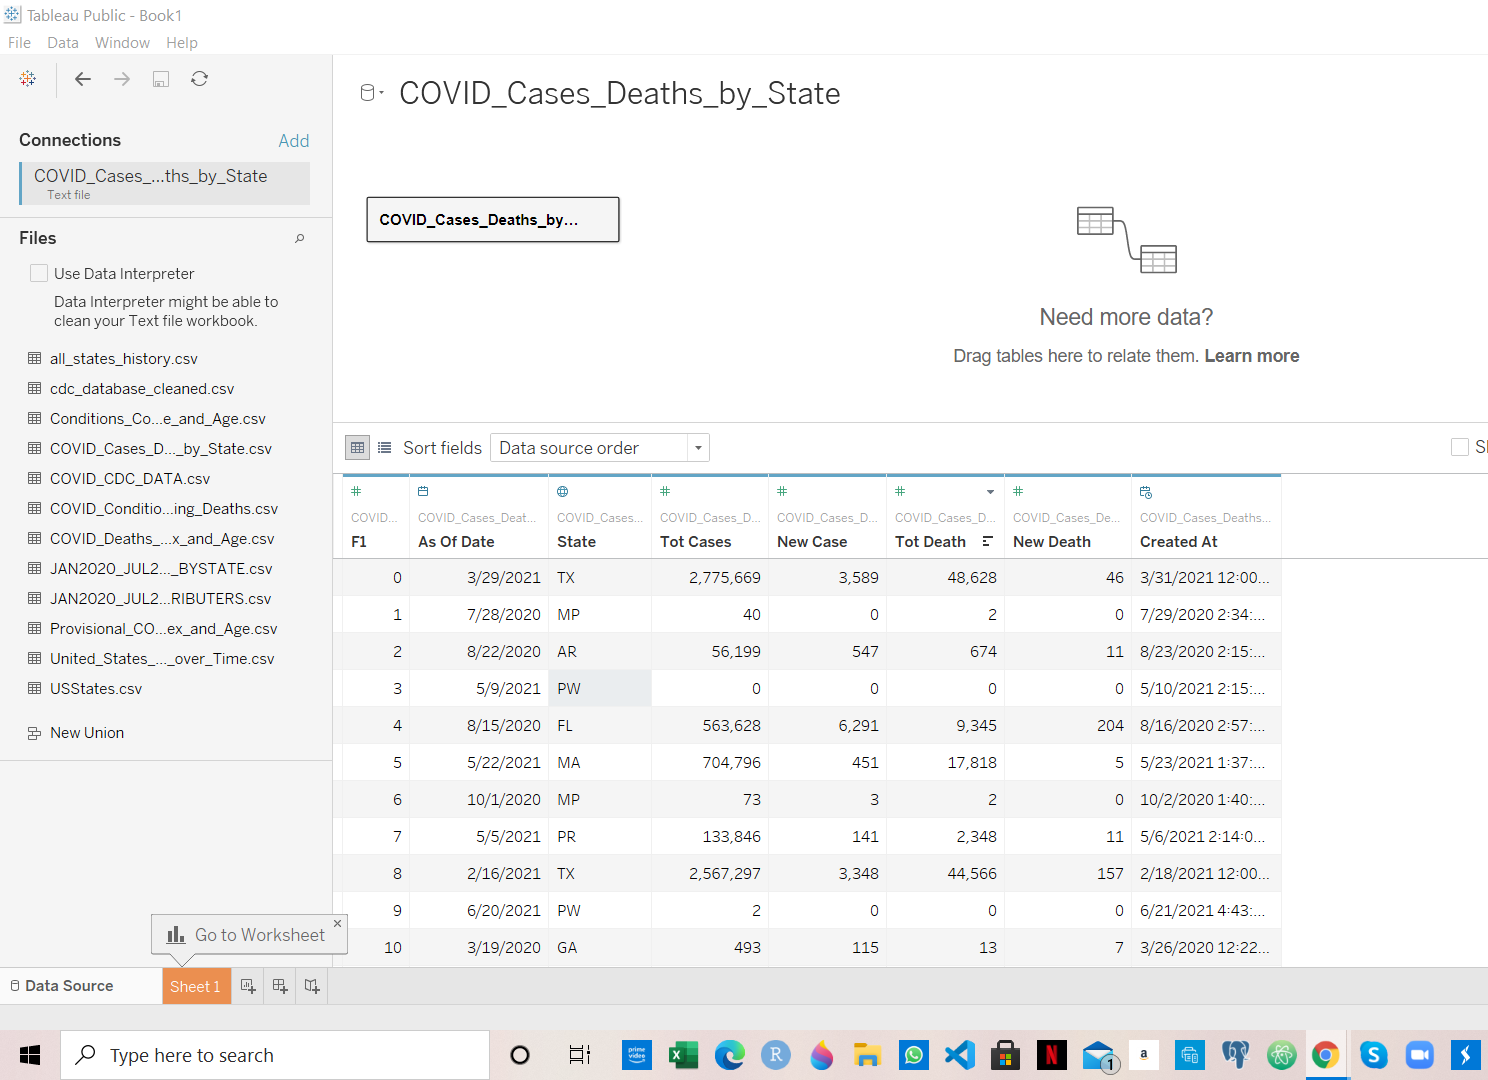 Tableau Public - Book1
File Data Window Help
COVID_Cases_Deaths_by_State
Connections Add
COVID_Cases_...ths_by_State
Text file
COVID_Cases_Deaths_by...
Files
Use Data Interpreter
Data Interpreter might be able to
clean your Text file workbook.
Need more data?
Drag tables here to relate them. Learn more
all_states_history.csv
cdc_database_cleaned.csv
Conditions_Co...e_and_Age.csv
COVID_Cases_D..._by_State.csv
COVID_CDC_DATA.csv
COVID_Conditio...ing_Deaths.csv
COVID_Deaths_...x_and_Age.csv
JAN2020_JUL2..._BYSTATE.csv
JAN2020_JUL2...RIBUTERS.csv
Provisional_CO...ex_and_Age.csv
United_States_..._over_Time.csv
USStates.csv
New Union
Sort fields Data source order
COVID... COVID_Cases_Deat... COVID_Cases... COVID_Cases_D... COVID_Cases_D... COVID_Cases_D... COVID_Cases_De... COVID_Cases_Deaths...
F1 As Of Date State Tot Cases New Case Tot Death New Death Created At
0 3/29/2021 TX 2,775,669 3,589 48,628 46 3/31/2021 12:00...
1 7/28/2020 MP 40 0 2 0 7/29/2020 2:34:...
2 8/22/2020 AR 56,199 547 674 11 8/23/2020 2:15:...
3 5/9/2021 PW 0 0 0 0 5/10/2021 2:15:...
4 8/15/2020 FL 563,628 6,291 9,345 204 8/16/2020 2:57:...
5 5/22/2021 MA 704,796 451 17,818 5 5/23/2021 1:37:...
6 10/1/2020 MP 73 3 2 0 10/2/2020 1:40:...
7 5/5/2021 PR 133,846 141 2,348 11 5/6/2021 2:14:0...
8 2/16/2021 TX 2,567,297 3,348 44,566 157 2/18/2021 12:00...
9 6/20/2021 PW 2 0 0 0 6/21/2021 4:43:...
10 3/19/2020 GA 493 115 13 7 3/26/2020 12:22...
Go to Worksheet
Data Source Sheet 1
Type here to search
prime video
R
N
1
a
S